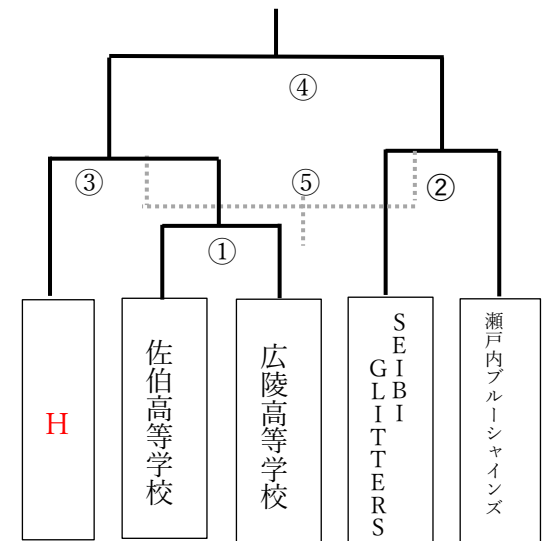 ④
③
⑤
②
①
H
佐伯高等学校
広陵高等学校
SEIBI
GLITTERS
瀬戸内ブルーシャインズ